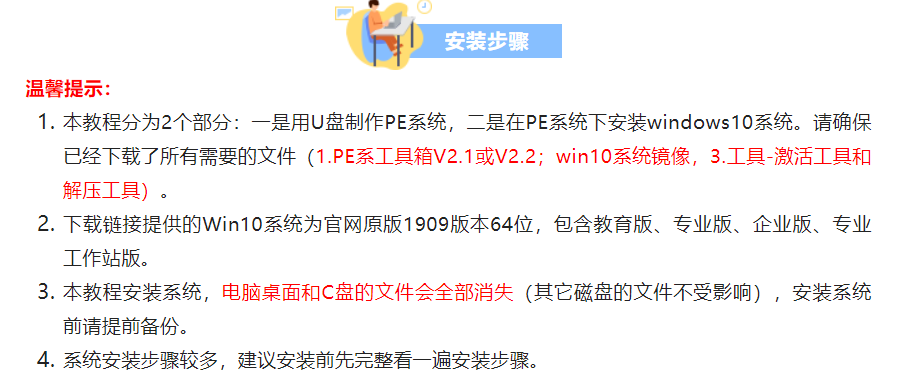 安装步骤
温馨提示：
1. 本教程分为2个部分：一是用U盘制作PE系统，二是在PE系统下安装windows10系统。请确保
已经下载了所有需要的文件（1.PE系工具箱V2.1或V2.2；win10系统镜像，3.工具-激活工具和
解压工具）。
2. 下载链接提供的Win10系统为官网原版1909版本64位，包含教育版、专业版、企业版、专业
工作站版。
3. 本教程安装系统，电脑桌面和C盘的文件会全部消失（其它磁盘的文件不受影响），安装系统
前请提前备份。
4. 系统安装步骤较多，建议安装前先完整看一遍安装步骤。